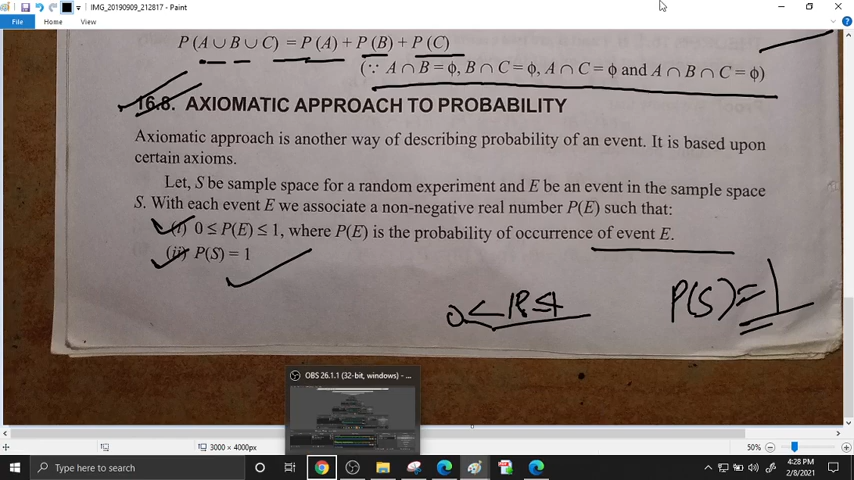 IMG_20190909_212817 - Paint
File Home View
P(A ∪ B ∪ C) = P(A) + P(B) + P(C)
(∵ A ∩ B = ϕ, B ∩ C = ϕ, A ∩ C = ϕ and A ∩ B ∩ C = ϕ)
16.8. AXIOMATIC APPROACH TO PROBABILITY
Axiomatic approach is another way of describing probability of an event. It is based upon
certain axioms.
Let, S be sample space for a random experiment and E be an event in the sample space
S. With each event E we associate a non-negative real number P(E) such that:
(i) 0 ≤ P(E) ≤ 1, where P(E) is the probability of occurrence of event E.
(ii) P(S) = 1
P(S) = 1
OBS 26.1.1 (32-bit, windows) - ...
3000 × 4000px
50%
Type here to search
4:28 PM
2/8/2021